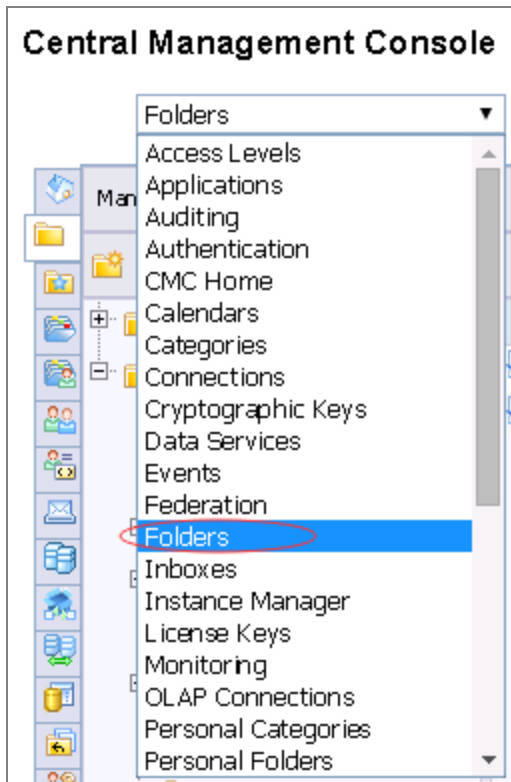 Central Management Console
Folders
Access Levels
Man
Applications
Auditing
Authentication
CMC Home
Calendars
Categories
Connections
Cryptographic Keys
Data Services
Events
Federation
Folders
Inboxes
Instance Manager
License Keys
Monitoring
OLAP Connections
Personal Categories
Personal Folders